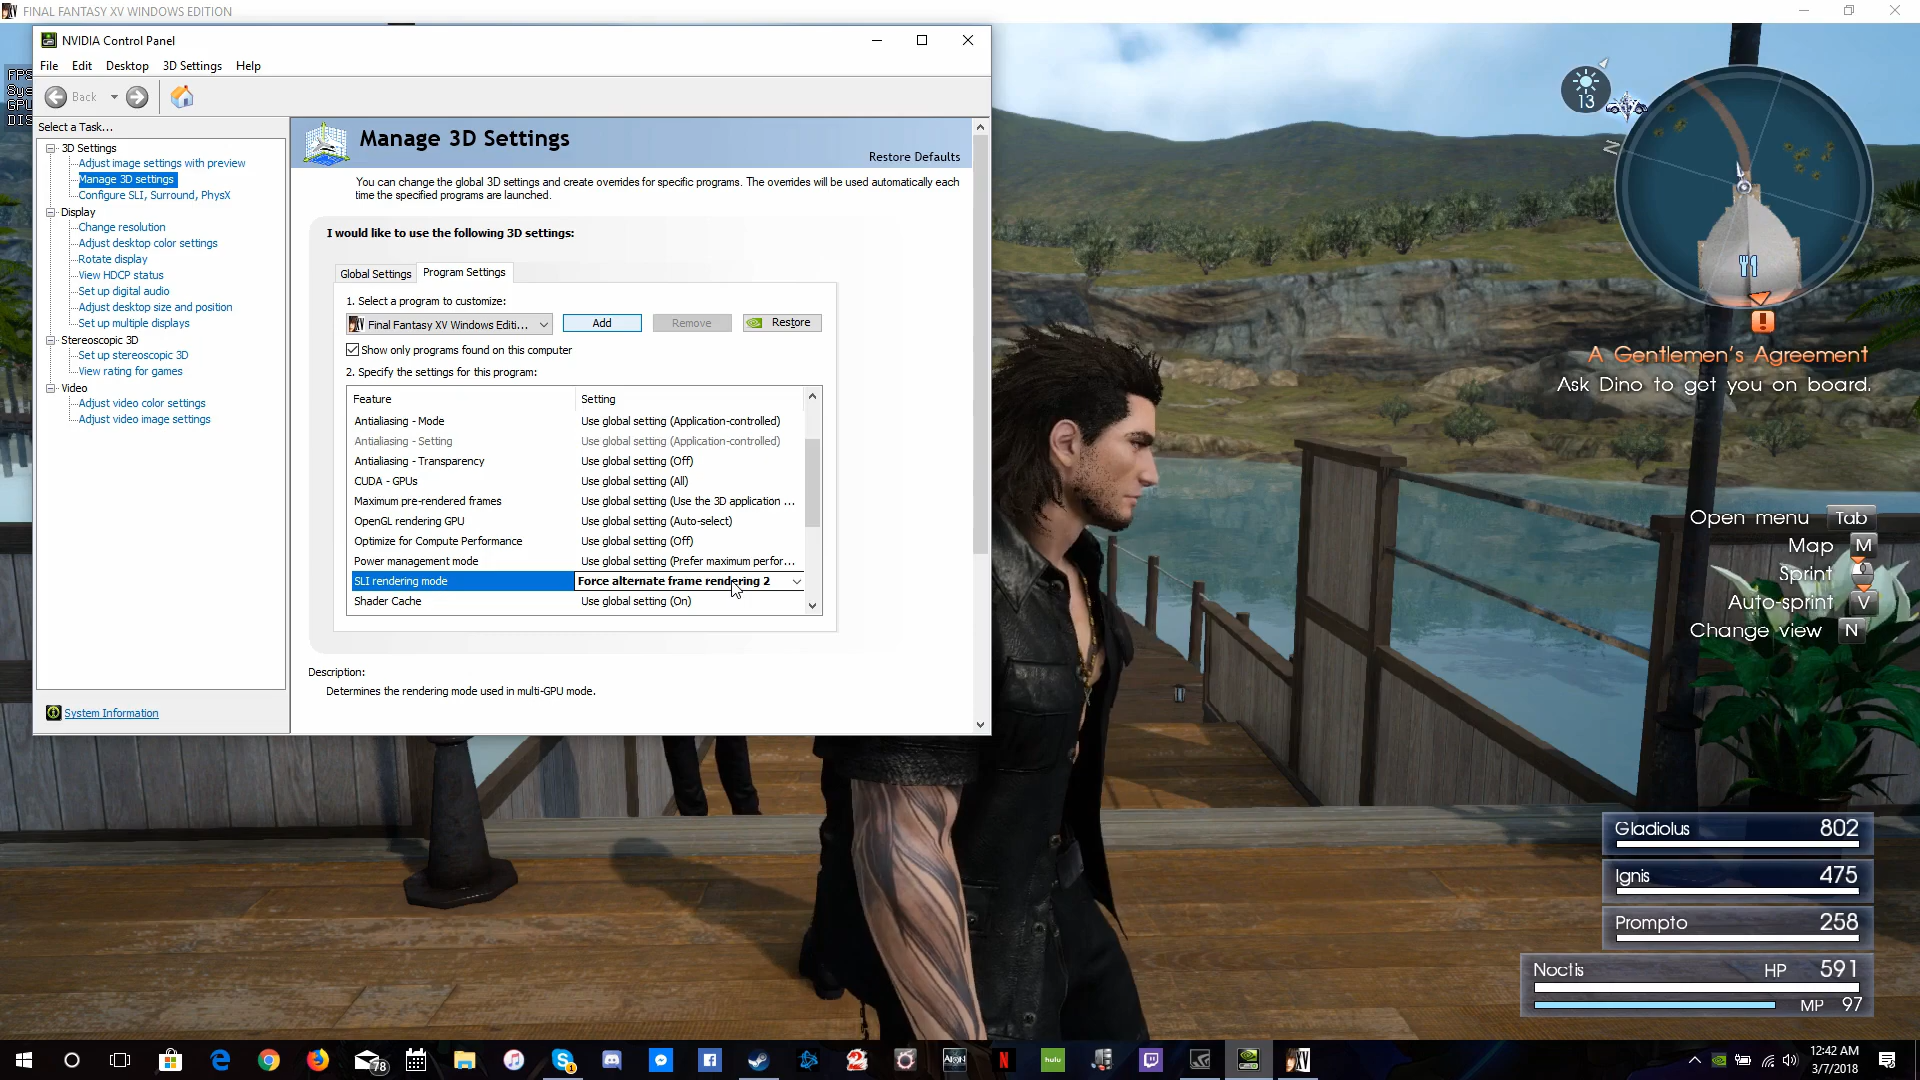 FINAL FANTASY XV WINDOWS EDITION
NVIDIA Control Panel
File Edit Desktop 3D Settings Help
FPS
Sys
GPU
DIS
Back
Select a Task...
3D Settings
Adjust image settings with preview
Manage 3D settings
Configure SLI, Surround, PhysX
Display
Change resolution
Adjust desktop color settings
Rotate display
View HDCP status
Set up digital audio
Adjust desktop size and position
Set up multiple displays
Stereoscopic 3D
Set up stereoscopic 3D
View rating for games
Video
Adjust video color settings
Adjust video image settings
System Information
Manage 3D Settings
Restore Defaults
You can change the global 3D settings and create overrides for specific programs. The overrides will be used automatically each
time the specified programs are launched.
I would like to use the following 3D settings:
Global Settings Program Settings
1. Select a program to customize:
Final Fantasy XV Windows Editi... Add Remove Restore
Show only programs found on this computer
2. Specify the settings for this program:
Feature Setting
Antialiasing - Mode Use global setting (Application-controlled)
Antialiasing - Setting Use global setting (Application-controlled)
Antialiasing - Transparency Use global setting (Off)
CUDA - GPUs Use global setting (All)
Maximum pre-rendered frames Use global setting (Use the 3D application ...
OpenGL rendering GPU Use global setting (Auto-select)
Optimize for Compute Performance Use global setting (Off)
Power management mode Use global setting (Prefer maximum perfor...
SLI rendering mode Force alternate frame rendering 2
Shader Cache Use global setting (On)
Description:
Determines the rendering mode used in multi-GPU mode.
13
N
A Gentlemen's Agreement
Ask Dino to get you on board.
Open menu Tab
Map M
Sprint
Auto-sprint V
Change view N
Gladiolus 802
Ignis 475
Prompto 258
Noctis HP 591
MP 97
78
1
AION
N
hulu
XV
12:42 AM
3/7/2018